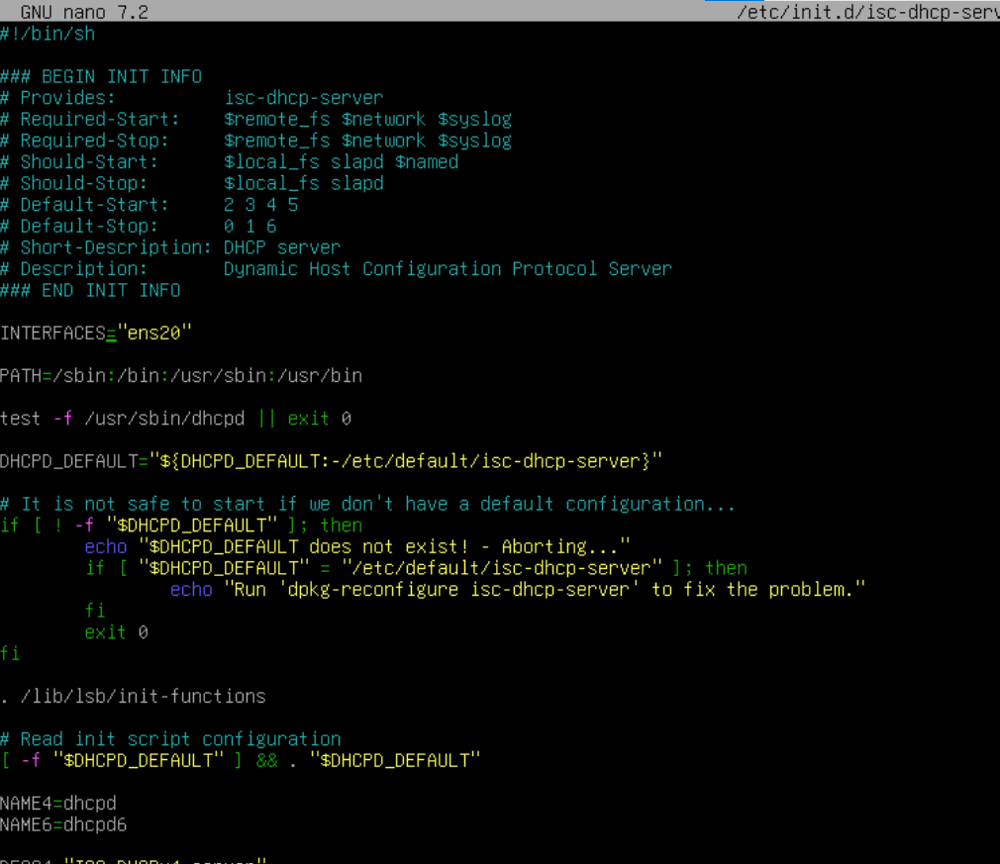 GNU nano 7.2 /etc/init.d/isc-dhcp-serv
#!/bin/sh
### BEGIN INIT INFO
# Provides: isc-dhcp-server
# Required-Start: $remote_fs $network $syslog
# Required-Stop: $remote_fs $network $syslog
# Should-Start: $local_fs slapd $named
# Should-Stop: $local_fs slapd
# Default-Start: 2 3 4 5
# Default-Stop: 0 1 6
# Short-Description: DHCP server
# Description: Dynamic Host Configuration Protocol Server
### END INIT INFO
INTERFACES="ens20"
PATH=/sbin:/bin:/usr/sbin:/usr/bin
test -f /usr/sbin/dhcpd || exit 0
DHCPD_DEFAULT="${DHCPD_DEFAULT:-/etc/default/isc-dhcp-server}"
# It is not safe to start if we don't have a default configuration...
if [ ! -f "$DHCPD_DEFAULT" ]; then
echo "$DHCPD_DEFAULT does not exist! - Aborting..."
if [ "$DHCPD_DEFAULT" = "/etc/default/isc-dhcp-server" ]; then
echo "Run 'dpkg-reconfigure isc-dhcp-server' to fix the problem."
fi
exit 0
fi
. /lib/lsb/init-functions
# Read init script configuration
[ -f "$DHCPD_DEFAULT" ] && . "$DHCPD_DEFAULT"
NAME4=dhcpd
NAME6=dhcpd6